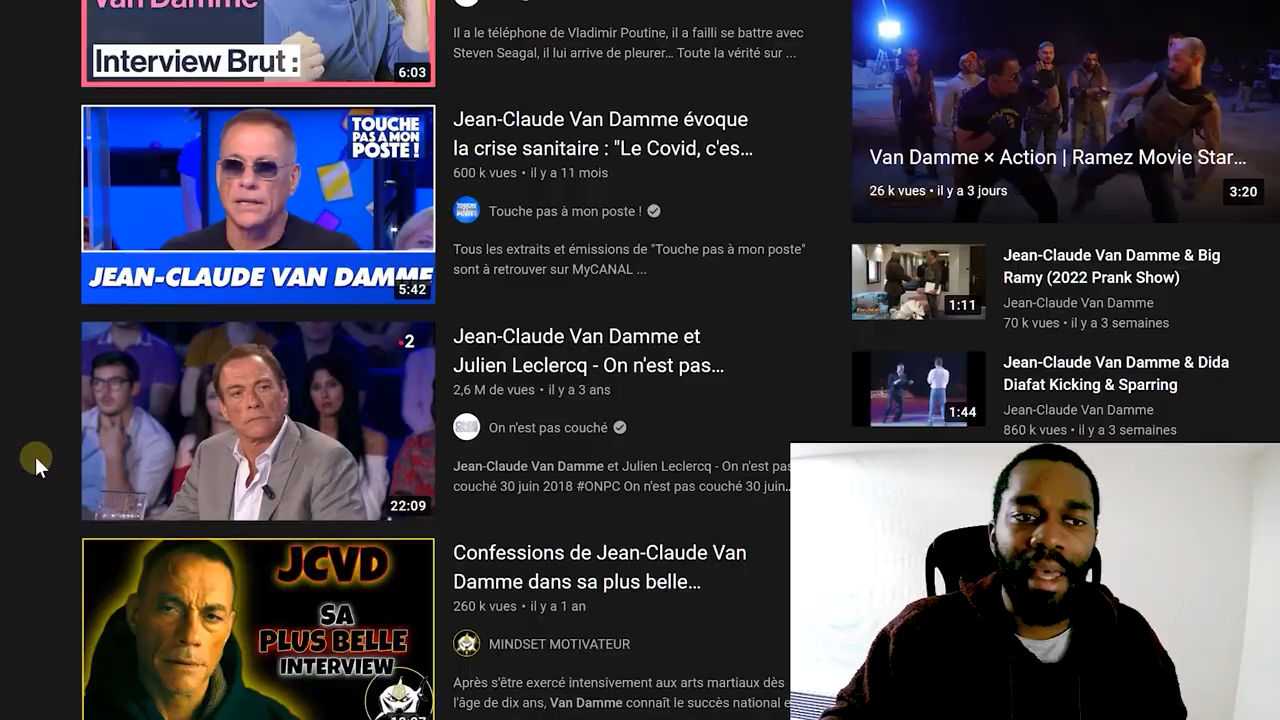 Van Damme
Interview Brut :
6:03
Il a le téléphone de Vladimir Poutine, il a failli se battre avec
Steven Seagal, il lui arrive de pleurer... Toute la vérité sur ...
TOUCHE
PAS A MON
POSTE !
JEAN-CLAUDE VAN DAMME
5:42
Jean-Claude Van Damme évoque
la crise sanitaire : "Le Covid, c'es...
600 k vues • il y a 11 mois
Touche pas à mon poste !
Tous les extraits et émissions de "Touche pas à mon poste"
sont à retrouver sur MyCANAL ...
2
22:09
Jean-Claude Van Damme et
Julien Leclercq - On n'est pas...
2,6 M de vues • il y a 3 ans
On n'est pas couché
Jean-Claude Van Damme et Julien Leclercq - On n'est pas
couché 30 juin 2018 #ONPC On n'est pas couché 30 juin...
JCVD
SA
PLUS BELLE
INTERVIEW
Confessions de Jean-Claude Van
Damme dans sa plus belle...
260 k vues • il y a 1 an
MINDSET MOTIVATEUR
Après s'être exercé intensivement aux arts martiaux dès
l'âge de dix ans, Van Damme connaît le succès national
Van Damme × Action | Ramez Movie Star...
26 k vues • il y a 3 jours
3:20
1:11
Jean-Claude Van Damme & Big
Ramy (2022 Prank Show)
Jean-Claude Van Damme
70 k vues • il y a 3 semaines
1:44
Jean-Claude Van Damme & Dida
Diafat Kicking & Sparring
Jean-Claude Van Damme
860 k vues • il y a 3 semaines